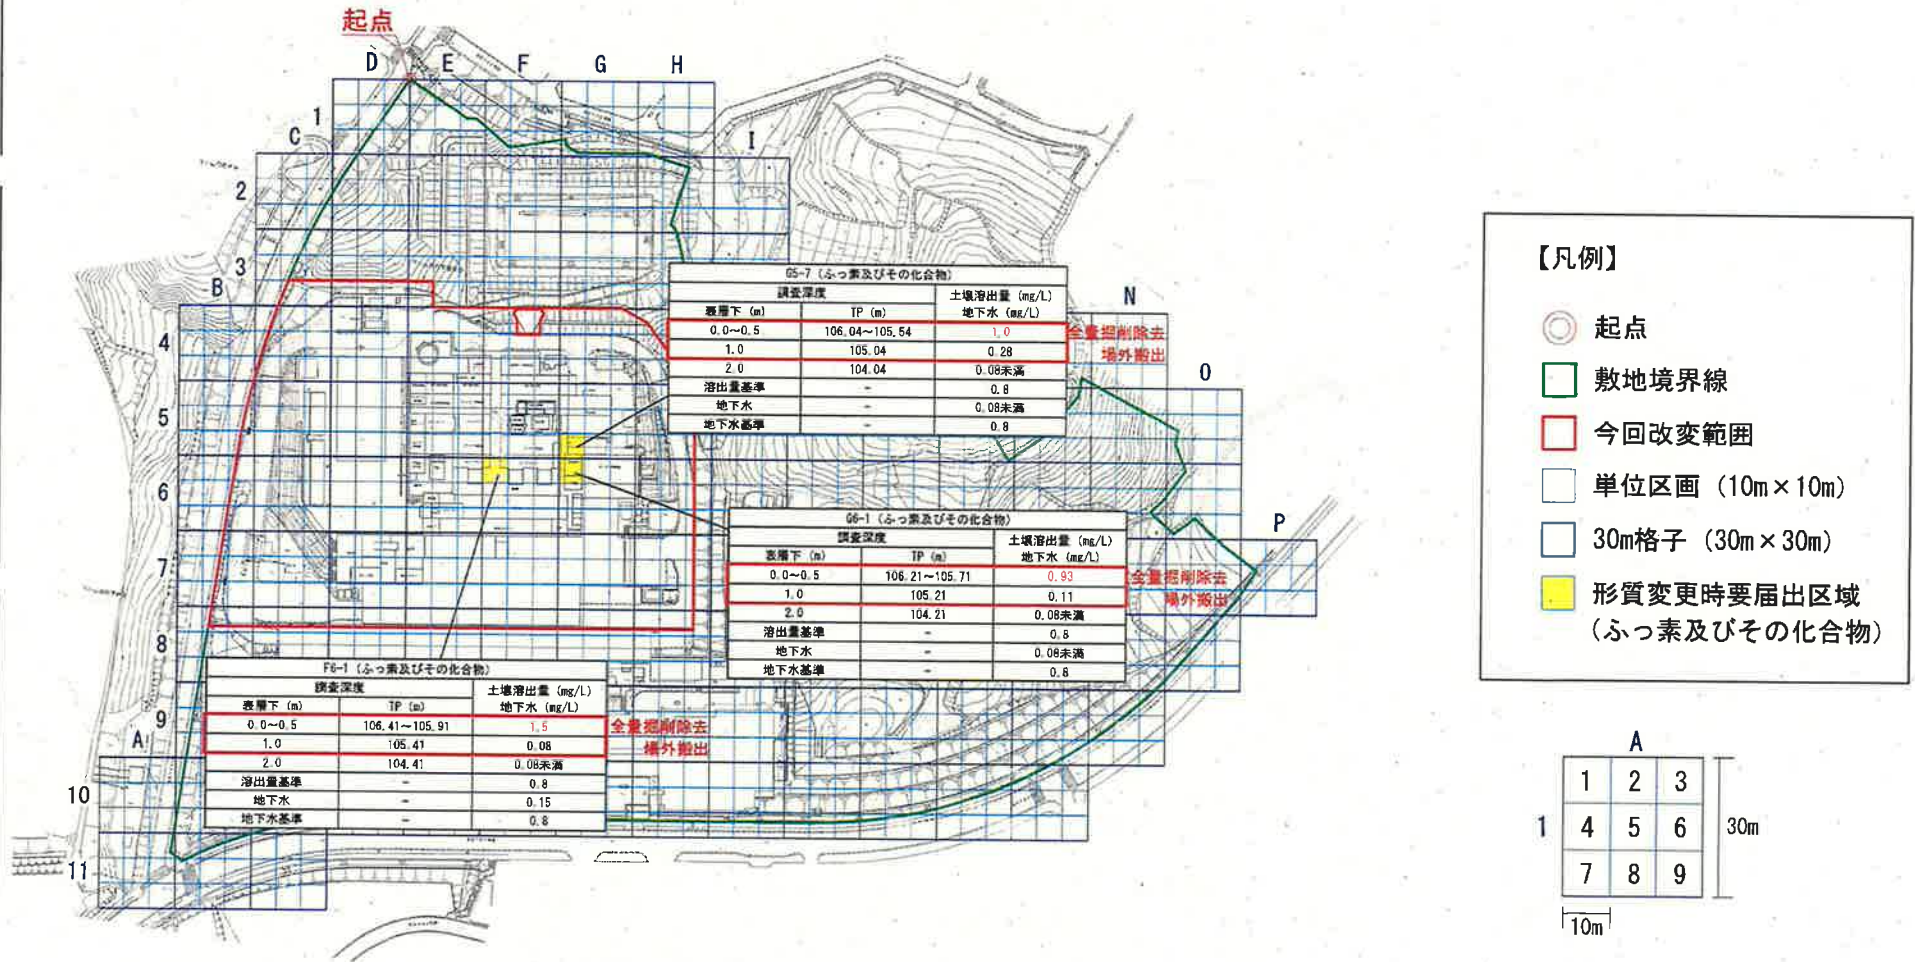 起点
D E F G H
1
C
I
2
3
B
N
4
O
5
6
P
7
8
9
A
10
11
G5-7 (ふっ素及びその化合物)
調査深度 土壌溶出量 (mg/L)
表層下 (m) TP (m) 地下水 (mg/L)
0.0～0.5 106.04～105.54 1.0
1.0 105.04 0.28
2.0 104.04 0.08未満
溶出量基準 - 0.8
地下水 - 0.08未満
地下水基準 - 0.8
全量掘削除去
場外搬出
G6-1 (ふっ素及びその化合物)
調査深度 土壌溶出量 (mg/L)
表層下 (m) TP (m) 地下水 (mg/L)
0.0～0.5 106.21～105.71 0.93
1.0 105.21 0.11
2.0 104.21 0.08未満
溶出量基準 - 0.8
地下水 - 0.08未満
地下水基準 - 0.8
全量掘削除去
場外搬出
F6-1 (ふっ素及びその化合物)
調査深度 土壌溶出量 (mg/L)
表層下 (m) TP (m) 地下水 (mg/L)
0.0～0.5 106.41～105.91 1.5
1.0 105.41 0.08
2.0 104.41 0.08未満
溶出量基準 - 0.8
地下水 - 0.15
地下水基準 - 0.8
全量掘削除去
場外搬出
【凡例】
起点
敷地境界線
今回改変範囲
単位区画 (10m×10m)
30m格子 (30m×30m)
形質変更時要届出区域
(ふっ素及びその化合物)
A
1 2 3
1 4 5 6 30m
7 8 9
10m